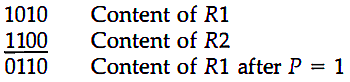 1010 Content of R1
1100 Content of R2
0110 Content of R1 after P = 1